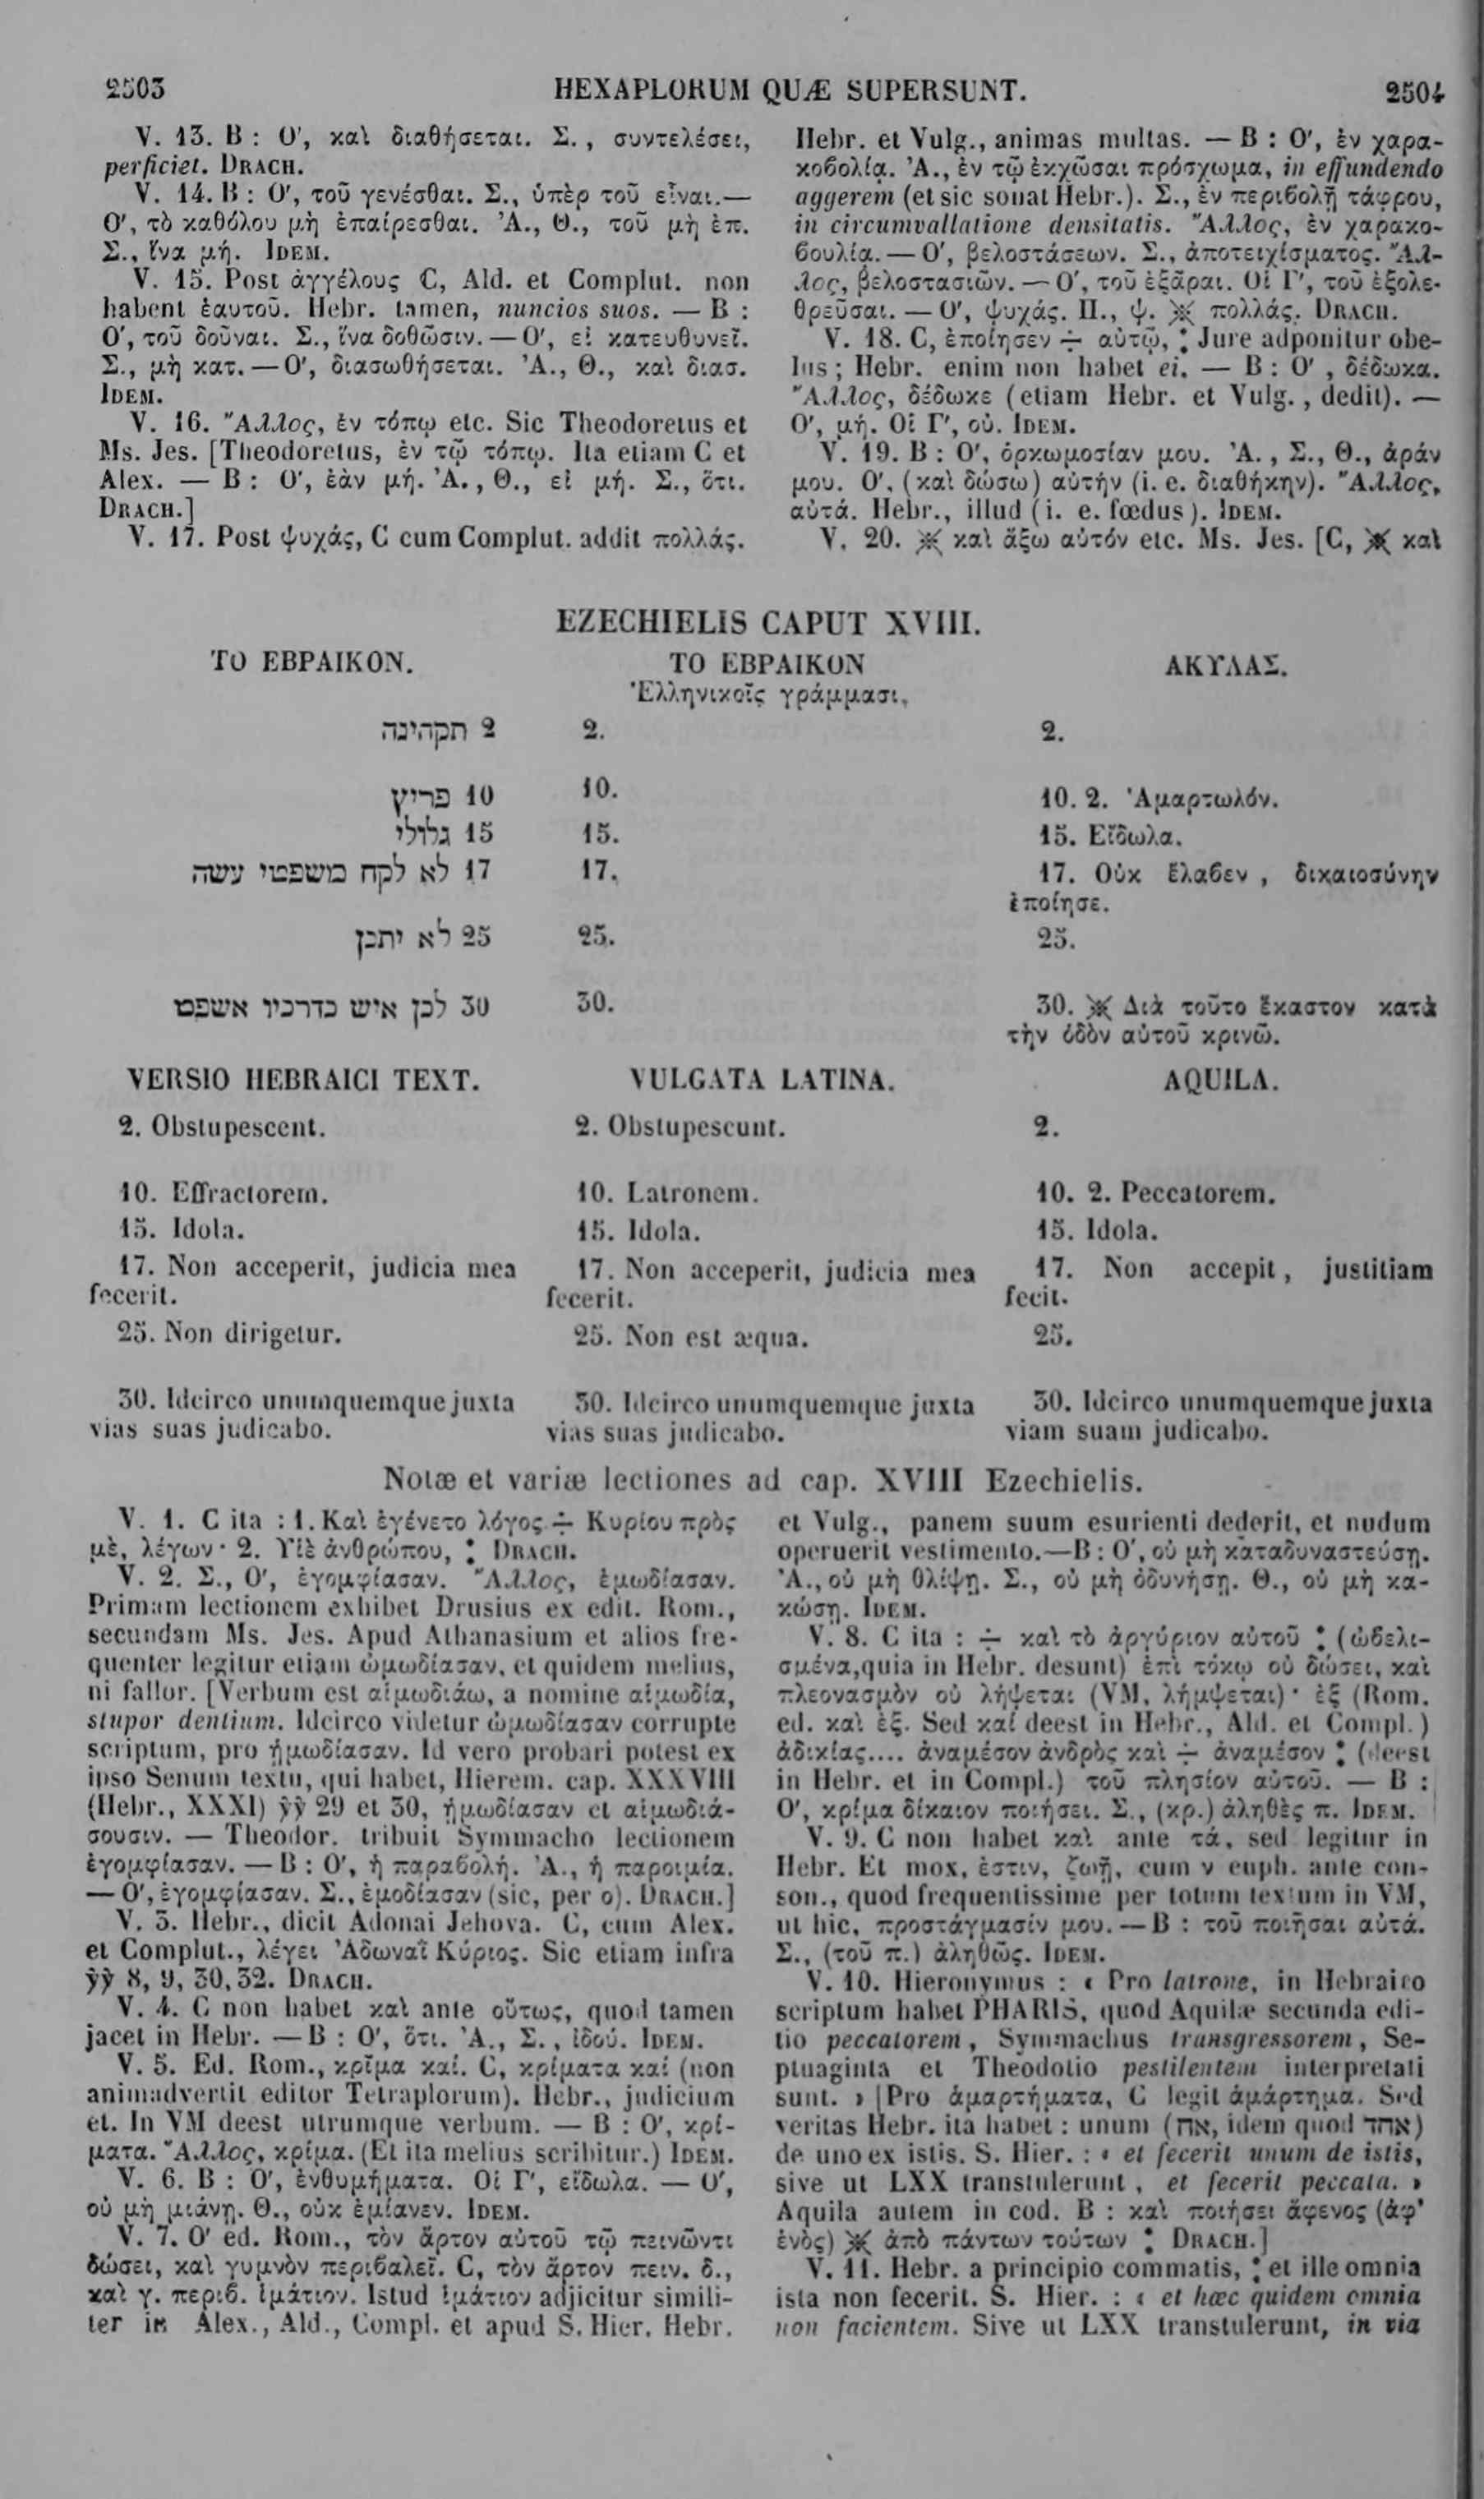 2503
HEXAPLORUM QUÆ SUPERSUNT.
2504
V. 13. B : Ο', καὶ διαθήσεται. Σ., συντελέσει,
perficiet. DRACH.
V. 14. B : Ο', τοῦ γενέσθαι. Σ., ὑπὲρ τοῦ εἶναι.—
Ο', τὸ καθόλου μὴ ἐπαίρεσθαι. Ἀ., Θ., τοῦ μὴ ἐπ.
Σ., ἵνα μή. IDEM.
V. 15. Post ἀγγέλους C, Ald. et Complut. non
habent ἑαυτοῦ. Hebr. tamen, nuncios suos. — B :
Ο', τοῦ δοῦναι. Σ., ἵνα δοθῶσιν. — Ο', εἰ κατευθυνεῖ.
Σ., μὴ κατ. — Ο', διασωθήσεται. Ἀ., Θ., καὶ διασ.
IDEM.
V. 16. Ἄλλος, ἐν τόπῳ etc. Sic Theodoretus et
Ms. Jes. [Theodoretus, ἐν τῷ τόπῳ. Ita etiam C et
Alex. — B : Ο', ἐὰν μή. Ἀ., Θ., εἰ μή. Σ., ὅτι.
DRACH.]
V. 17. Post ψυχάς, C cum Complut. addit πολλάς.
Hebr. et Vulg., animas multas. — B : Ο', ἐν χαρα-
κοβολίᾳ. Ἀ., ἐν τῷ ἐκχῶσαι πρόσχωμα, in effundendo
aggerem (et sic sonat Hebr.). Σ., ἐν περιβολῇ τάφρου,
in circumvallatione densitatis. Ἄλλος, ἐν χαρακο-
βουλίᾳ. — Ο', βελοστάσεων. Σ., ἀποτειχίσματος. Ἄλ-
λος, βελοστασιῶν. — Ο', τοῦ ἐξᾶραι. Οἱ Γ', τοῦ ἐξολε-
θρεῦσαι. — Ο', ψυχάς. Π., ψ. ※ πολλάς. DRACH.
V. 18. C, ἐποίησεν ÷ αὐτῷ, ⁚ Jure adponitur obe-
lus ; Hebr. enim non habet ei. — B : Ο', δέδωκα.
Ἄλλος, δέδωκε (etiam Hebr. et Vulg., dedit). —
Ο', μή. Οἱ Γ', οὐ. IDEM.
V. 19. B : Ο', ὁρκωμοσίαν μου. Ἀ., Σ., Θ., ἀράν
μου. Ο', (καὶ δώσω) αὐτήν (i. e. διαθήκην). Ἄλλος,
αὐτά. Hebr., illud (i. e. fœdus). IDEM.
V. 20. ※ καὶ ἄξω αὐτόν etc. Ms. Jes. [C, ※ καὶ
EZECHIELIS CAPUT XVIII.
ΤΟ ΕΒΡΑΙΚΟΝ.
2 תקהינה
10 פריץ
15 גלולי
17 לא לקח משפטי עשה
25 לא יתכן
30 לכן איש כדרכיו אשפט
ΤΟ ΕΒΡΑΙΚΟΝ
Ἑλληνικοῖς γράμμασι.
2.
10.
15.
17.
25.
30.
ΑΚΥΛΑΣ.
2.
10. 2. Ἁμαρτωλόν.
15. Εἴδωλα.
17. Οὐκ ἔλαβεν, δικαιοσύνην
ἐποίησε.
25.
30. ※ Διὰ τοῦτο ἕκαστον κατὰ
τὴν ὁδὸν αὐτοῦ κρινῶ.
VERSIO HEBRAICI TEXT.
2. Obstupescent.
10. Effractorem.
15. Idola.
17. Non acceperit, judicia mea
fecerit.
25. Non dirigetur.
30. Idcirco unumquemque juxta
vias suas judicabo.
VULGATA LATINA.
2. Obstupescunt.
10. Latronem.
15. Idola.
17. Non acceperit, judicia mea
fecerit.
25. Non est æqua.
30. Idcirco unumquemque juxta
vias suas judicabo.
AQUILA.
2.
10. 2. Peccatorem.
15. Idola.
17. Non accepit, justitiam
fecit.
25.
30. Idcirco unumquemque juxta
viam suam judicabo.
Notæ et variæ lectiones ad cap. XVIII Ezechielis.
V. 1. C ita : 1. Καὶ ἐγένετο λόγος ÷ Κυρίου πρὸς
μὲ, λέγων· 2. Υἱὲ ἀνθρώπου, ⁚ DRACH.
V. 2. Σ., Ο', ἐγομφίασαν. Ἄλλος, ἐμωδίασαν.
Primam lectionem exhibet Drusius ex edit. Rom.,
secundam Ms. Jes. Apud Athanasium et alios fre-
quenter legitur etiam ὠμωδίασαν, et quidem melius,
ni fallor. [Verbum est αἱμωδιάω, a nomine αἱμωδία,
stupor dentium. Idcirco videtur ὠμωδίασαν corrupte
scriptum, pro ᾑμωδίασαν. Id vero probari potest ex
ipso Senum textu, qui habet, Hierem. cap. XXXVIII
(Hebr., XXXI) ỳỳ 29 et 30, ᾑμωδίασαν et αἱμωδιά-
σουσιν. — Theodor. tribuit Symmacho lectionem
ἐγομφίασαν. — B : Ο', ἡ παραβολή. Ἀ., ἡ παροιμία.
— Ο', ἐγομφίασαν. Σ., ἐμοδίασαν (sic, per ο). DRACH.]
V. 3. Hebr., dicit Adonai Jehova. C, cum Alex.
et Complut., λέγει Ἀδωναῒ Κύριος. Sic etiam infra
ỳỳ 8, 9, 30, 32. DRACH.
V. 4. C non habet καὶ ante οὕτως, quod tamen
jacet in Hebr. — B : Ο', ὅτι. Ἀ., Σ., ἰδού. IDEM.
V. 5. Ed. Rom., κρῖμα καί. C, κρίματα καί (non
animadvertit editor Tetraplorum). Hebr., judicium
et. In VM deest utrumque verbum. — B : Ο', κρί-
ματα. Ἄλλος, κρίμα. (Et ita melius scribitur.) IDEM.
V. 6. B : Ο', ἐνθυμήματα. Οἱ Γ', εἴδωλα. — Ο',
οὐ μὴ μιάνῃ. Θ., οὐκ ἐμίανεν. IDEM.
V. 7. Ο' ed. Rom., τὸν ἄρτον αὐτοῦ τῷ πεινῶντι
δώσει, καὶ γυμνὸν περιβαλεῖ. C, τὸν ἄρτον πειν. δ.,
καὶ γ. περιβ. ἱμάτιον. Istud ἱμάτιον adjicitur simili-
ter in Alex., Ald., Compl. et apud S. Hier. Hebr.
et Vulg., panem suum esurienti dederit, et nudum
operuerit vestimento.—B : Ο', οὐ μὴ καταδυναστεύσῃ.
Ἀ., οὐ μὴ θλίψῃ. Σ., οὐ μὴ ὀδυνήσῃ. Θ., οὐ μὴ κα-
κώσῃ. IDEM.
V. 8. C ita : ÷ καὶ τὸ ἀργύριον αὐτοῦ ⁚ (ὠβελι-
σμένα, quia in Hebr. desunt) ἐπὶ τόκῳ οὐ δώσει, καὶ
πλεονασμὸν οὐ λήψεται (VM, λήμψεται)· ἐξ (Rom.
ed. καὶ ἐξ. Sed καί deest in Hebr., Ald. et Compl.)
ἀδικίας.... ἀναμέσον ἀνδρὸς καὶ ÷ ἀναμέσον ⁚ (deest
in Hebr. et in Compl.) τοῦ πλησίον αὐτοῦ. — B :
Ο', κρίμα δίκαιον ποιήσει. Σ., (κρ.) ἀληθὲς π. IDEM.
V. 9. C non habet καὶ ante τά, sed legitur in
Hebr. Et mox, ἐστιν, ζωῇ, cum ν euph. ante con-
son., quod frequentissime per totum textum in VM,
ut hic, προστάγμασίν μου. — B : τοῦ ποιῆσαι αὐτά.
Σ., (τοῦ π.) ἀληθῶς. IDEM.
V. 10. Hieronymus : « Pro latrone, in Hebraico
scriptum habet PHARIS, quod Aquilæ secunda edi-
tio peccatorem, Symmachus transgressorem, Se-
ptuaginta et Theodotio pestilentem interpretati
sunt. » [Pro ἁμαρτήματα, C legit ἁμάρτημα. Sed
veritas Hebr. ita habet : unum (אח, idem quod אחד)
de uno ex istis. S. Hier. : « et fecerit unum de istis,
sive ut LXX transtulerunt, et fecerit peccata. »
Aquila autem in cod. B : καὶ ποιήσει ἄφενος (ἀφ'
ἑνὸς) ※ ἀπὸ πάντων τούτων ⁚ DRACH.]
V. 11. Hebr. a principio commatis, ⁚ et ille omnia
ista non fecerit. S. Hier. : « et hæc quidem omnia
non facientem. Sive ut LXX transtulerunt, in via